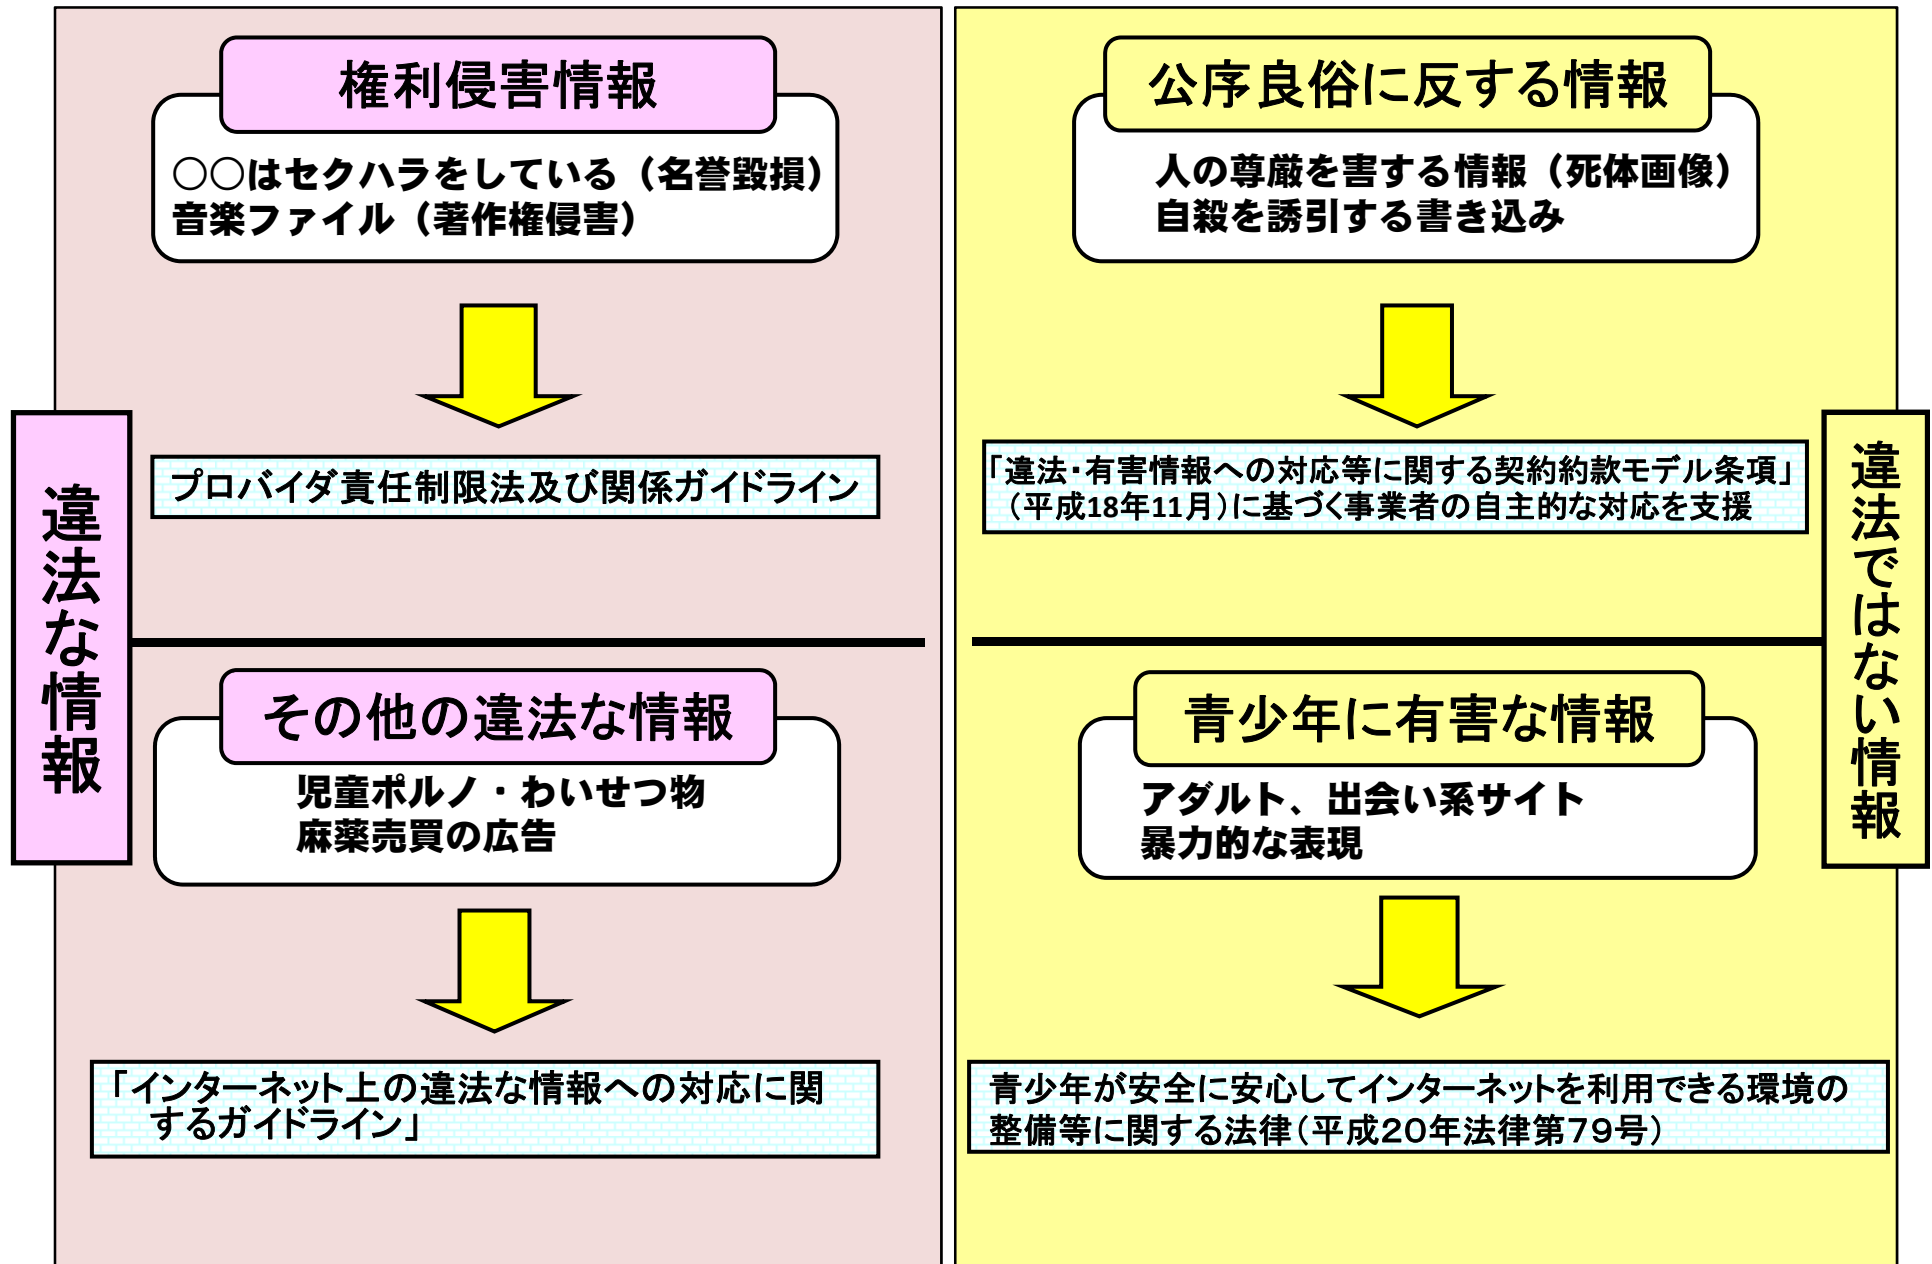 違法な情報
権利侵害情報
○○はセクハラをしている（名誉毀損）
音楽ファイル（著作権侵害）
プロバイダ責任制限法及び関係ガイドライン
その他の違法な情報
児童ポルノ・わいせつ物
麻薬売買の広告
「インターネット上の違法な情報への対応に関
するガイドライン」
違法ではない情報
公序良俗に反する情報
人の尊厳を害する情報（死体画像）
自殺を誘引する書き込み
「違法・有害情報への対応等に関する契約約款モデル条項」
（平成18年11月）に基づく事業者の自主的な対応を支援
青少年に有害な情報
アダルト、出会い系サイト
暴力的な表現
青少年が安全に安心してインターネットを利用できる環境の
整備等に関する法律（平成２０年法律第７９号）